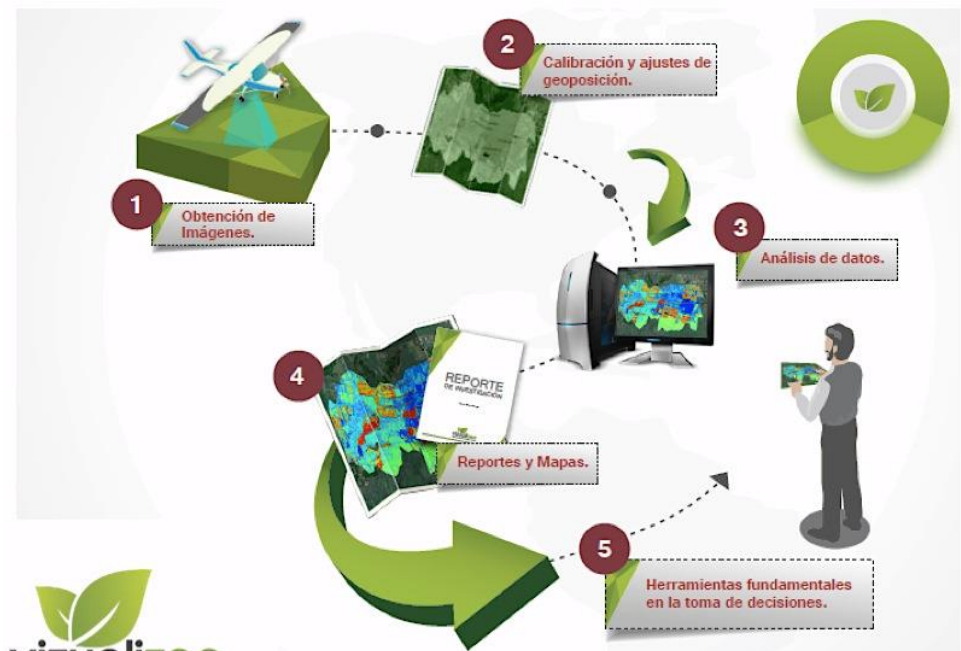 1
Obtención de
Imágenes.
2
Calibración y ajustes de
geoposición.
3
Análisis de datos.
4
REPORTE
DE INVESTIGACIÓN
Reportes y Mapas.
5
Herramientas fundamentales
en la toma de decisiones.